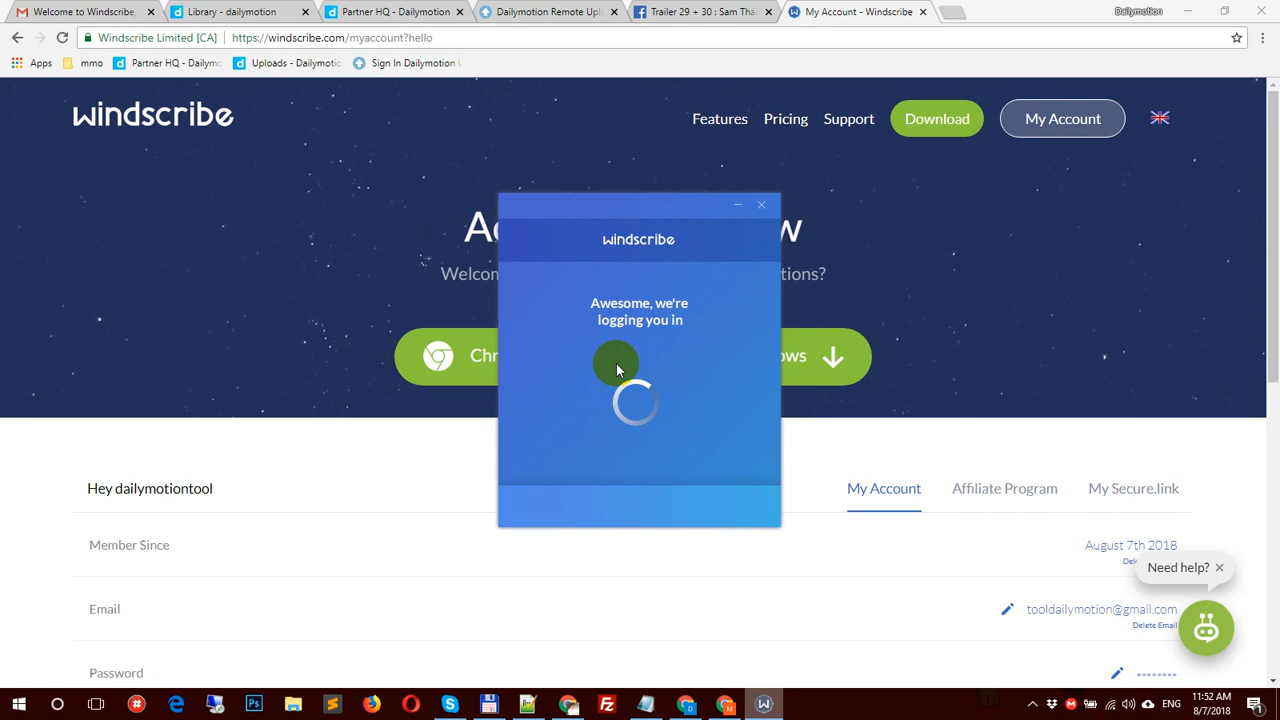 Welcome to Windscribe,
Library - dailymotion
Partner HQ - Dailymotion
Dailymotion Remote Upl
Trailer 29 + 30 : Sam Tha
My Account - Windscribe
Dailymotion
Windscribe Limited [CA]
https://windscribe.com/myaccount?hello
Apps
mmo
Partner HQ - Dailymo
Uploads - Dailymotio
Sign In Dailymotion U
windscribe
Features
Pricing
Support
Download
My Account
windscribe
Ac
w
Welcom
tions?
Awesome, we're
logging you in
Chr
ows
Hey dailymotiontool
My Account
Affiliate Program
My Secure.link
Member Since
August 7th 2018
Need help?
Email
tooldailymotion@gmail.com
Delete Email
Password
********
ENG
11:52 AM
8/7/2018